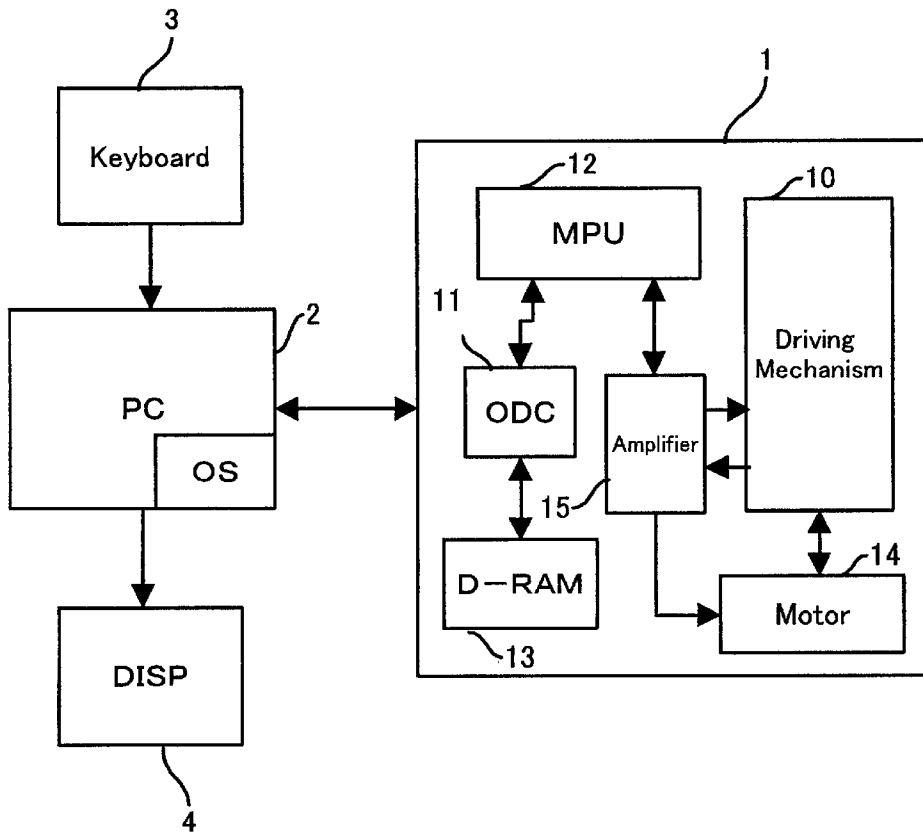 3
Keyboard
2
PC
OS
DISP
4
1
12
MPU
10
Driving
Mechanism
11
ODC
Amplifier
15
D-RAM
13
14
Motor